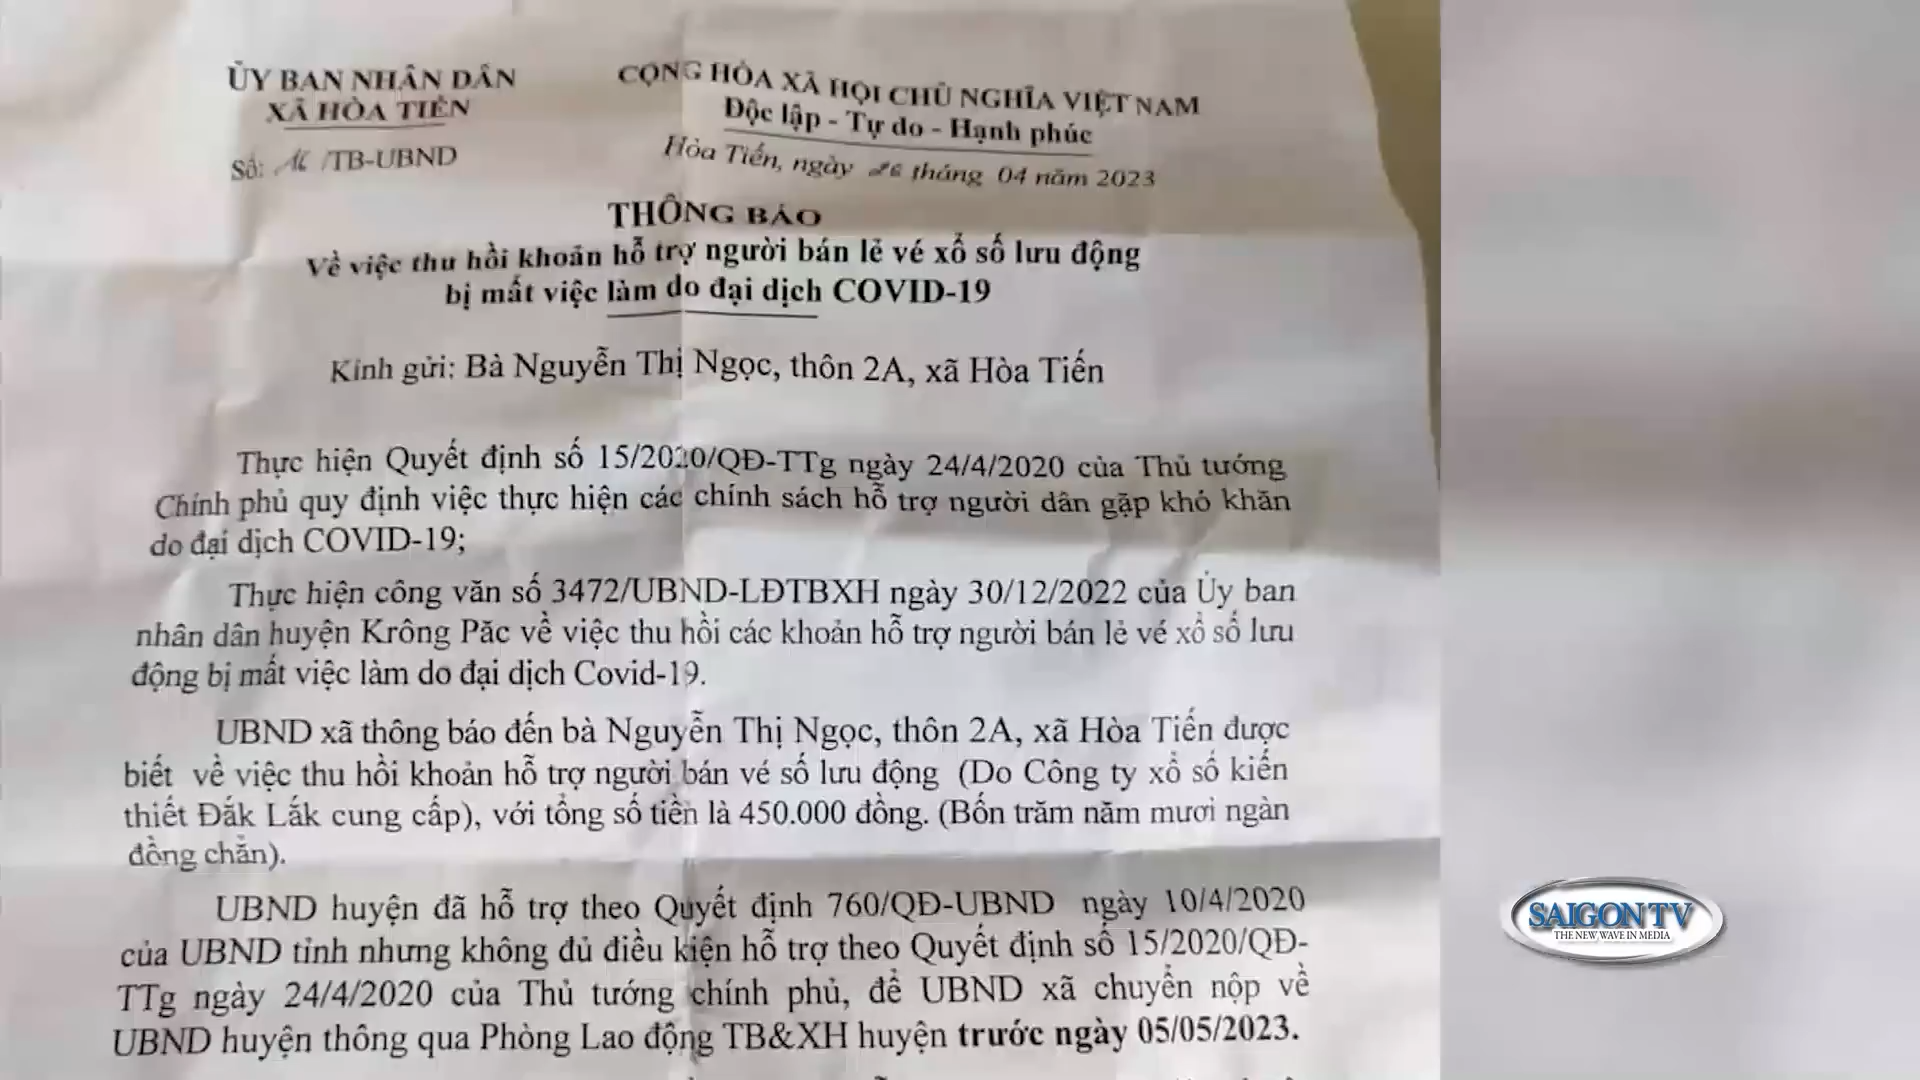 ỦY BAN NHÂN DÂN
XÃ HÒA TIẾN
Số: /TB-UBND
CỘNG HÒA XÃ HỘI CHỦ NGHĨA VIỆT NAM
Độc lập - Tự do - Hạnh phúc
Hòa Tiến, ngày 26 tháng 04 năm 2023
THÔNG BÁO
Về việc thu hồi khoản hỗ trợ người bán lẻ vé xổ số lưu động
bị mất việc làm do đại dịch COVID-19
Kính gửi: Bà Nguyễn Thị Ngọc, thôn 2A, xã Hòa Tiến
Thực hiện Quyết định số 15/2020/QĐ-TTg ngày 24/4/2020 của Thủ tướng
Chính phủ quy định việc thực hiện các chính sách hỗ trợ người dân gặp khó khăn
do đại dịch COVID-19;
Thực hiện công văn số 3472/UBND-LĐTBXH ngày 30/12/2022 của Ủy ban
nhân dân huyện Krông Păc về việc thu hồi các khoản hỗ trợ người bán lẻ vé xổ số lưu
động bị mất việc làm do đại dịch Covid-19.
UBND xã thông báo đến bà Nguyễn Thị Ngọc, thôn 2A, xã Hòa Tiến được
biết về việc thu hồi khoản hỗ trợ người bán vé số lưu động (Do Công ty xổ số kiến
thiết Đắk Lắk cung cấp), với tổng số tiền là 450.000 đồng. (Bốn trăm năm mươi ngàn
đồng chẵn).
UBND huyện đã hỗ trợ theo Quyết định 760/QĐ-UBND ngày 10/4/2020
của UBND tỉnh nhưng không đủ điều kiện hỗ trợ theo Quyết định số 15/2020/QĐ-
TTg ngày 24/4/2020 của Thủ tướng chính phủ, để UBND xã chuyển nộp về
UBND huyện thông qua Phòng Lao động TB&XH huyện trước ngày 05/05/2023.
SAIGON TV
THE NEW WAVE IN MEDIA